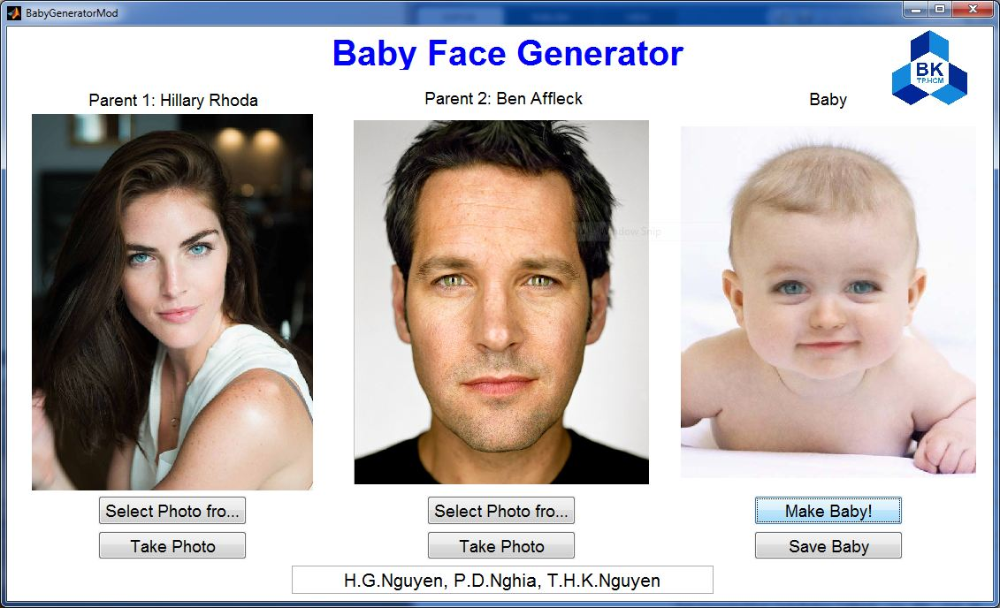 BabyGeneratorMod
Baby Face Generator
BK
TP.HCM
Parent 1: Hillary Rhoda
Parent 2: Ben Affleck
Baby
Select Photo fro...
Select Photo fro...
Make Baby!
Take Photo
Take Photo
Save Baby
H.G.Nguyen, P.D.Nghia, T.H.K.Nguyen